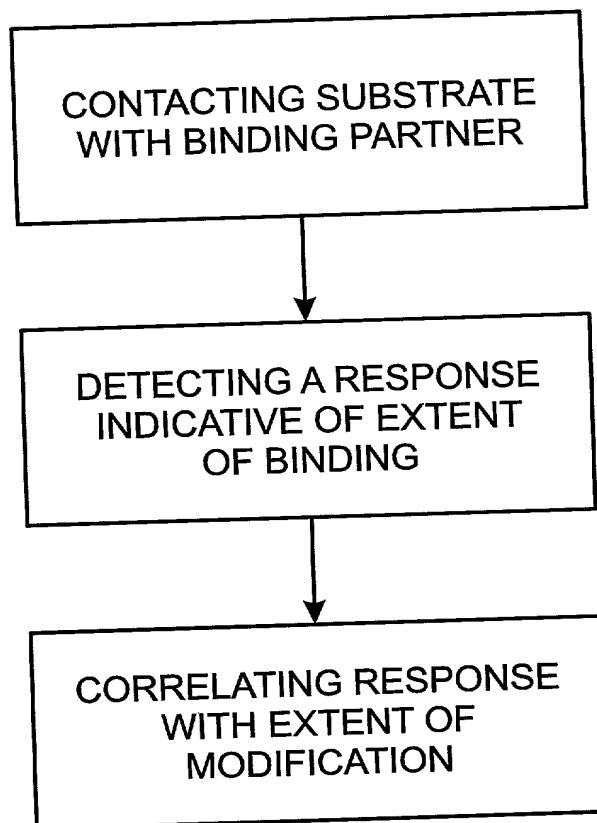 CONTACTING SUBSTRATE
WITH BINDING PARTNER
DETECTING A RESPONSE
INDICATIVE OF EXTENT
OF BINDING
CORRELATING RESPONSE
WITH EXTENT OF
MODIFICATION